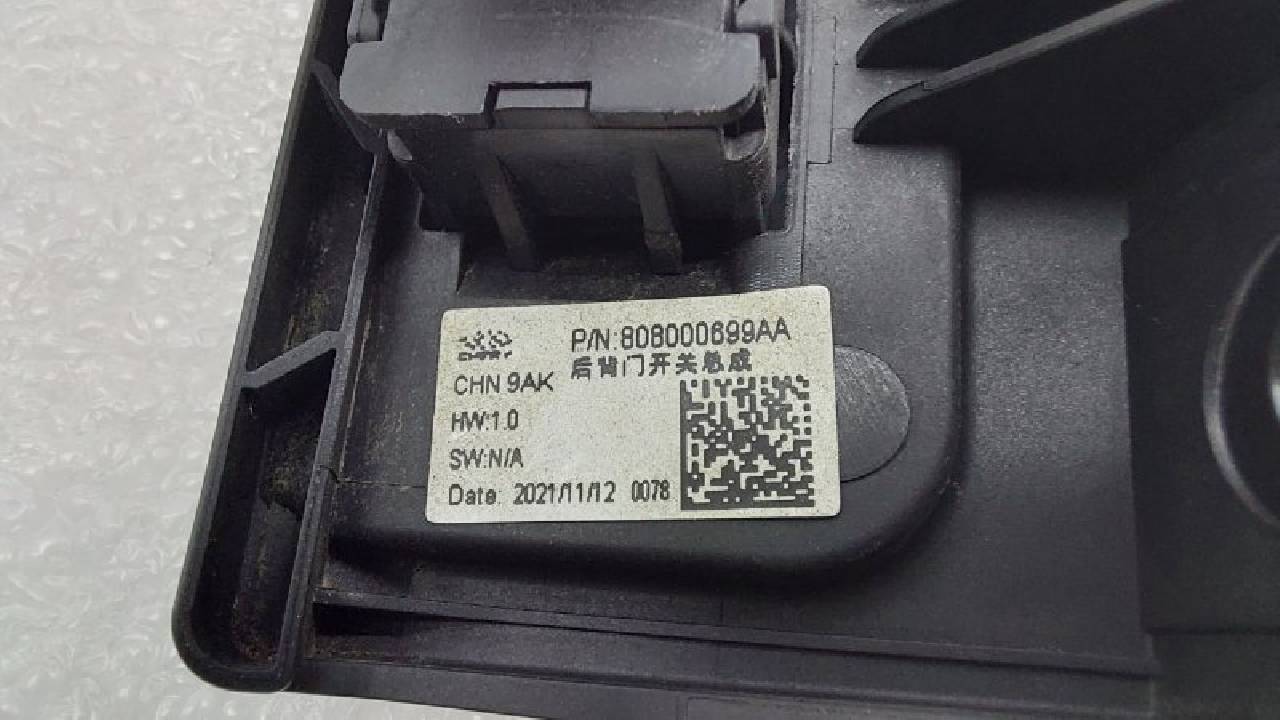 P/N:808000699AA
后背门开关总成
CHN 9AK
HW:1.0
SW:N/A
Date: 2021/11/12 0078